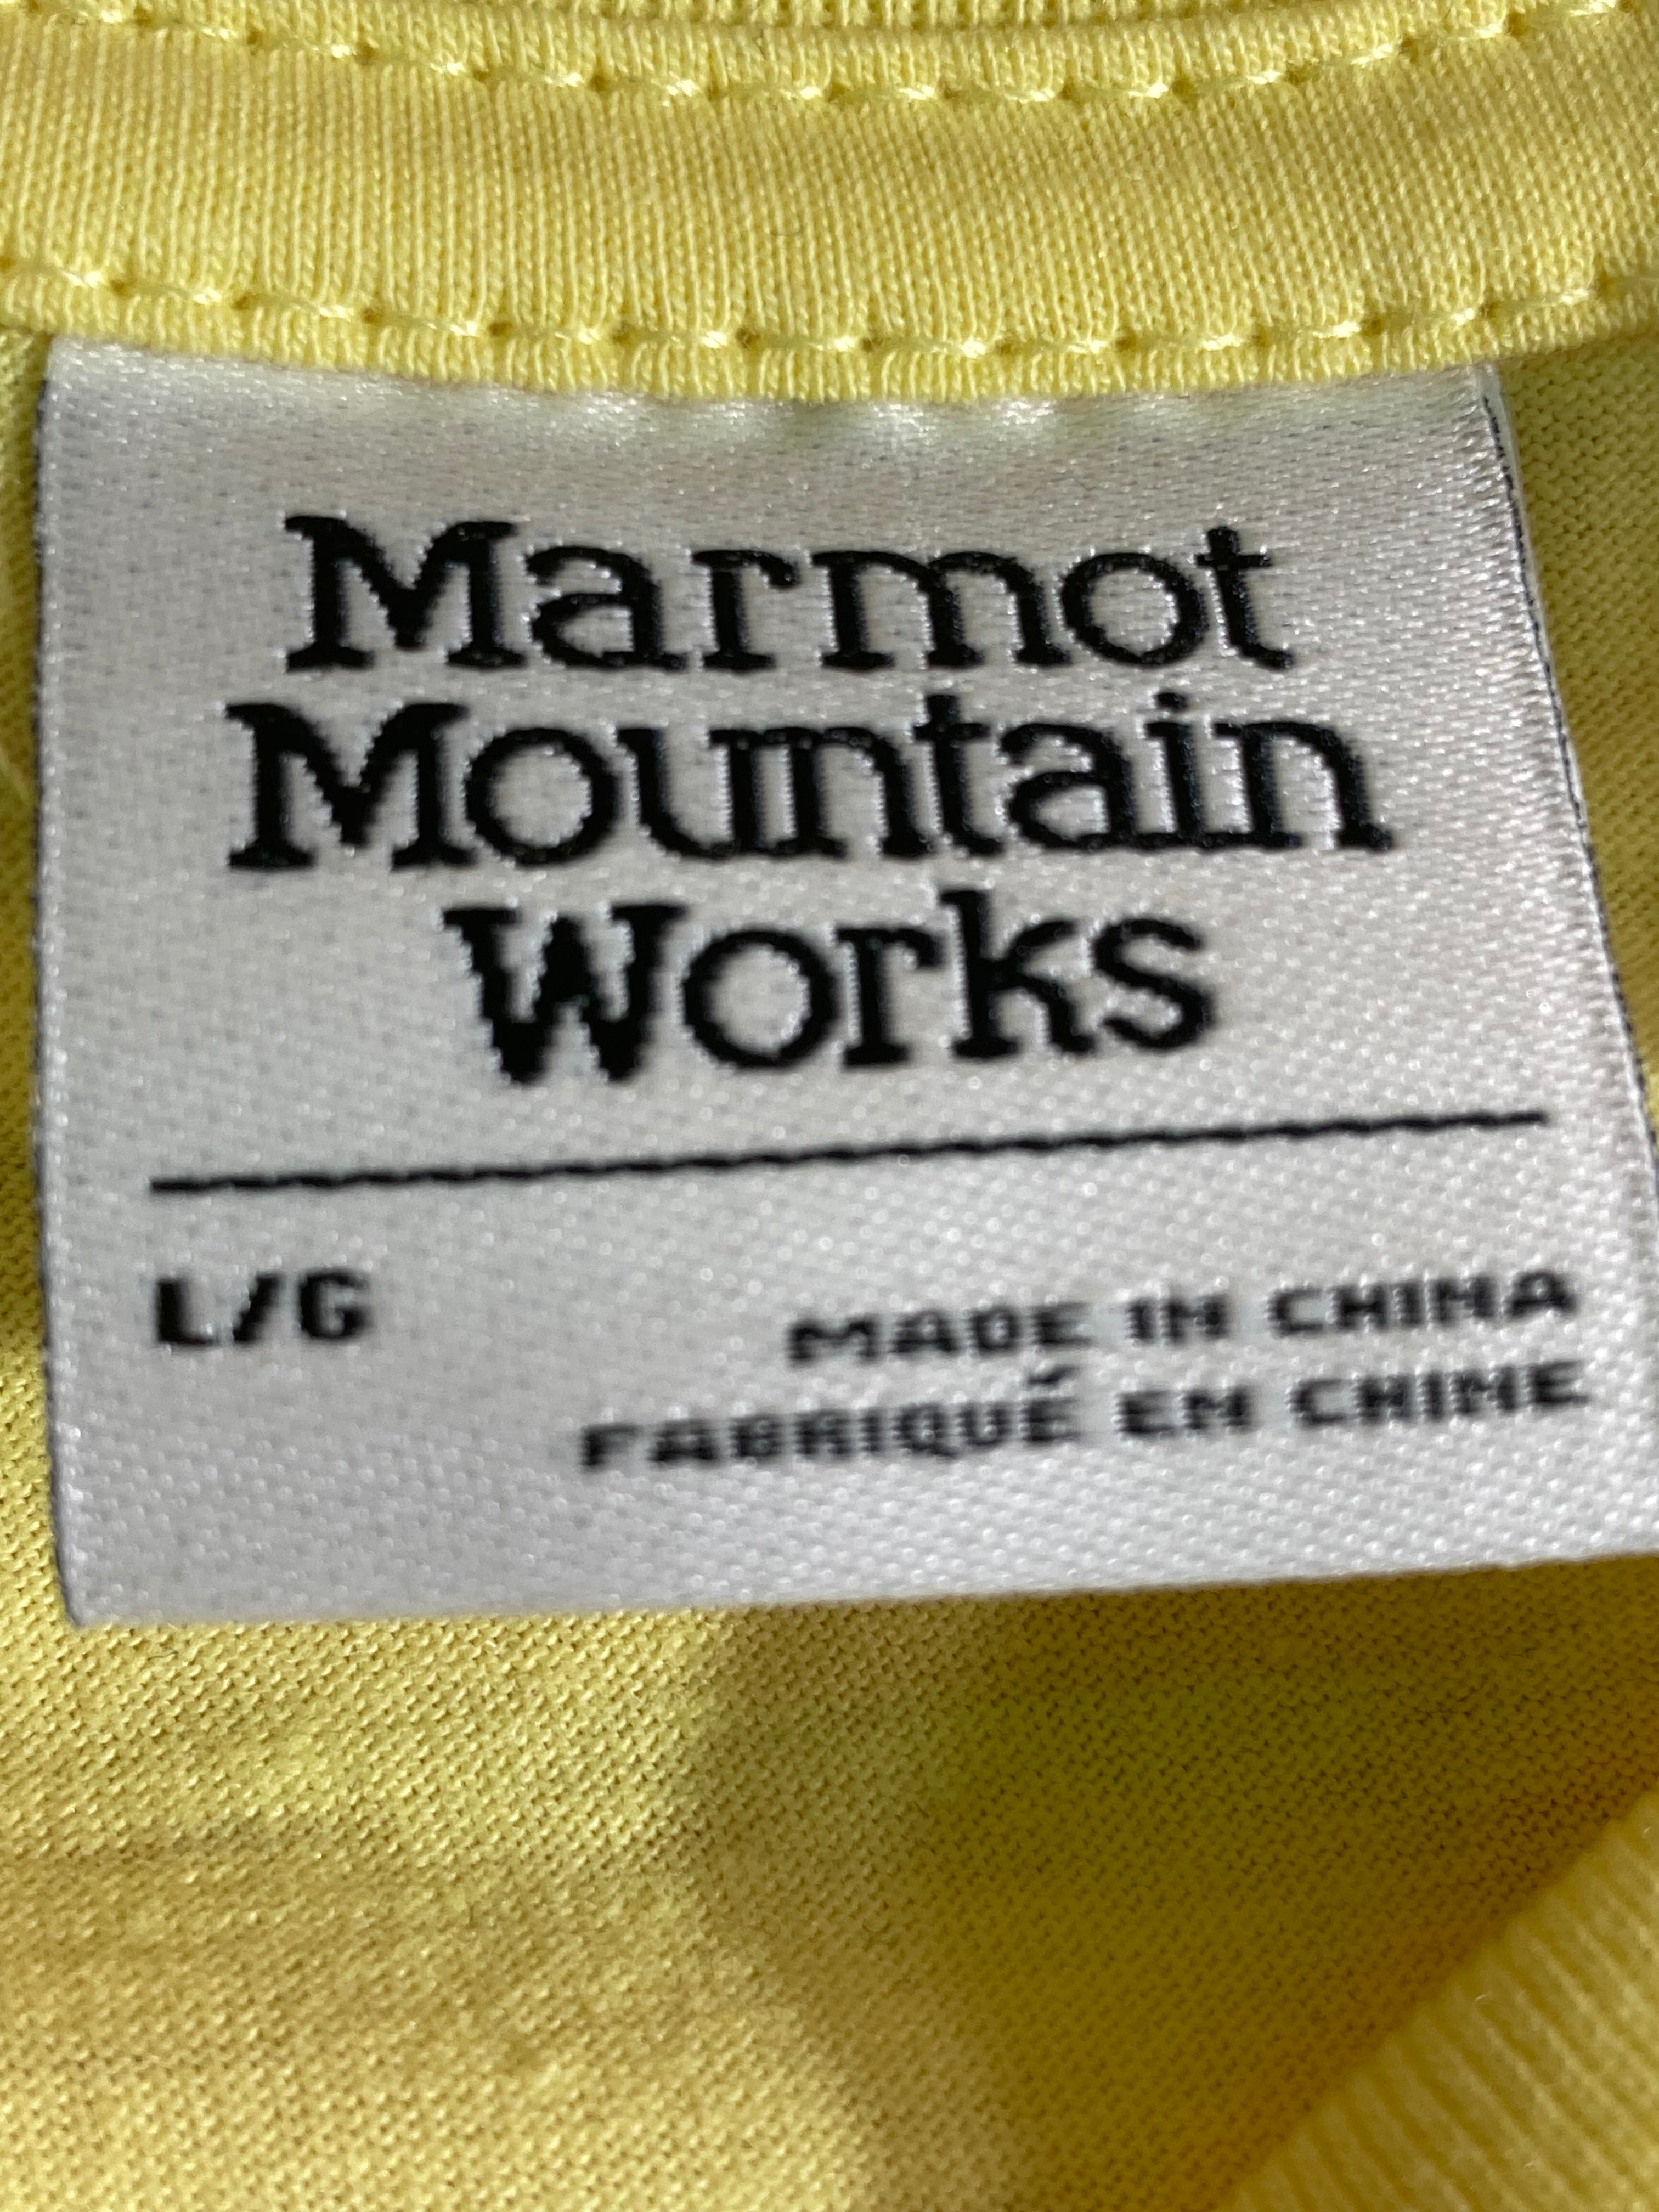 Marmot
Mountain
Works
L/G
MADE IN CHINA
FABRIQUÉ EN CHINE